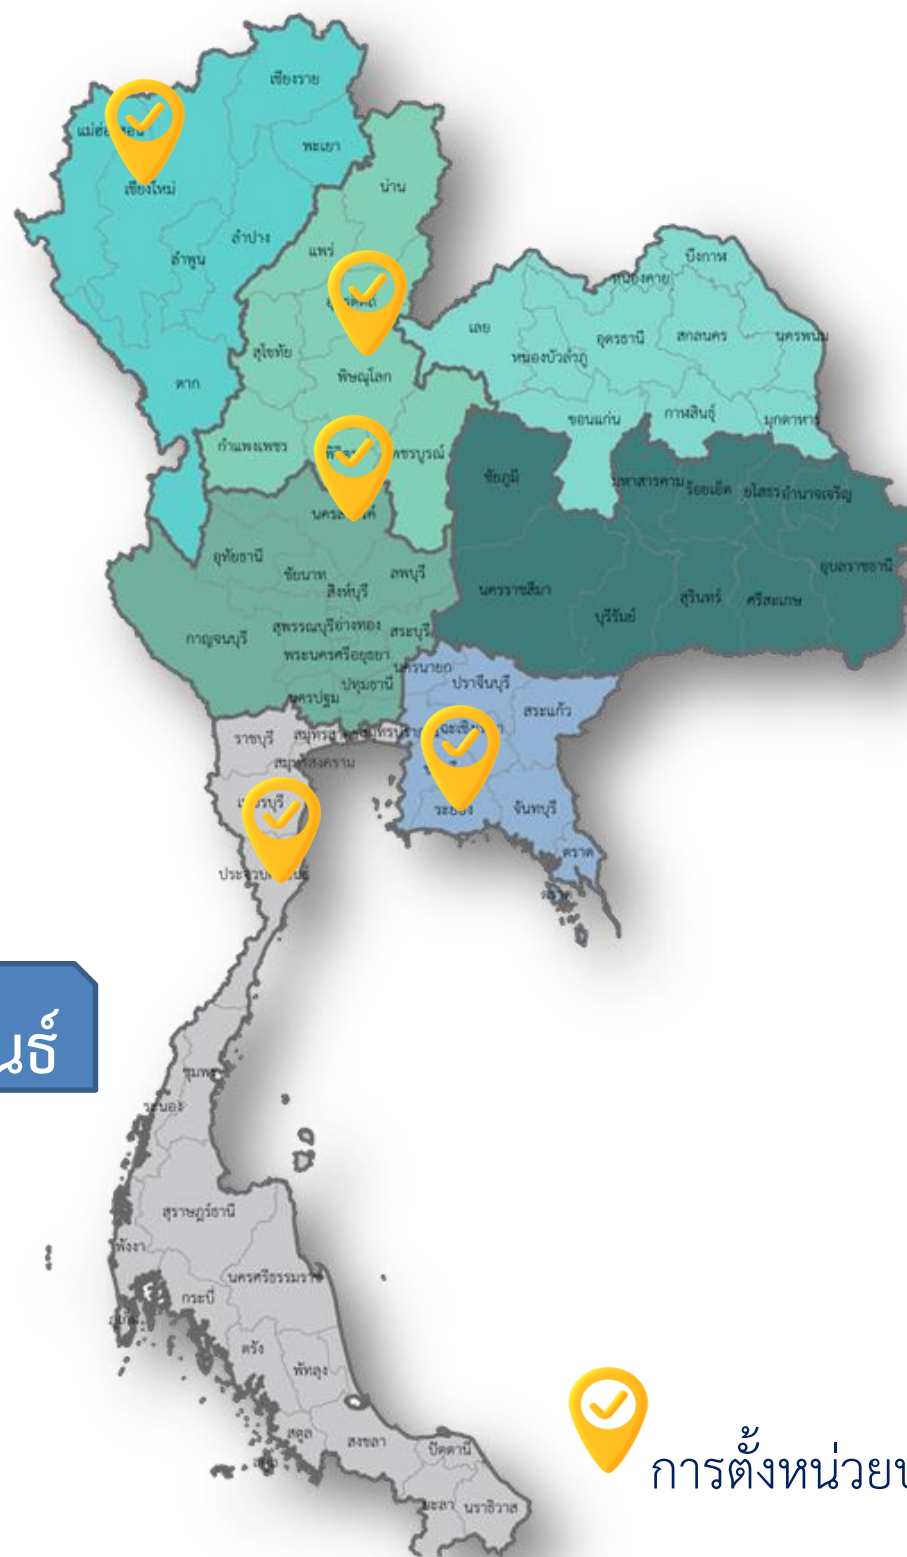 เชียงราย
พะเยา
เชียงใหม่
น่าน
ลำปาง
แพร่
ลำพูน
บึงกาฬ
หนองคาย
เลย
อุดรธานี
สกลนคร
นครพนม
สุโขทัย
หนองบัวลำภู
พิษณุโลก
ตาก
ขอนแก่น
กาฬสินธุ์
มุกดาหาร
กำแพงเพชร
ชัยภูมิ
มหาสารคาม
ร้อยเอ็ด
ยโสธร
อำนาจเจริญ
อุทัยธานี
ชัยนาท
ลพบุรี
อุบลราชธานี
สิงห์บุรี
นครราชสีมา
บุรีรัมย์
สุรินทร์
ศรีสะเกษ
กาญจนบุรี
สุพรรณบุรี
อ่างทอง
สระบุรี
พระนครศรีอยุธยา
นครนายก
ปทุมธานี
ปราจีนบุรี
นครปฐม
สระแก้ว
ราชบุรี
สมุทรสงคราม
จันทบุรี
ตราด
นธ์
ชุมพร
ระนอง
สุราษฎร์ธานี
พังงา
นครศรีธรรมราช
กระบี่
ตรัง
พัทลุง
สตูล
สงขลา
ปัตตานี
ยะลา
นราธิวาส
การตั้งหน่วย